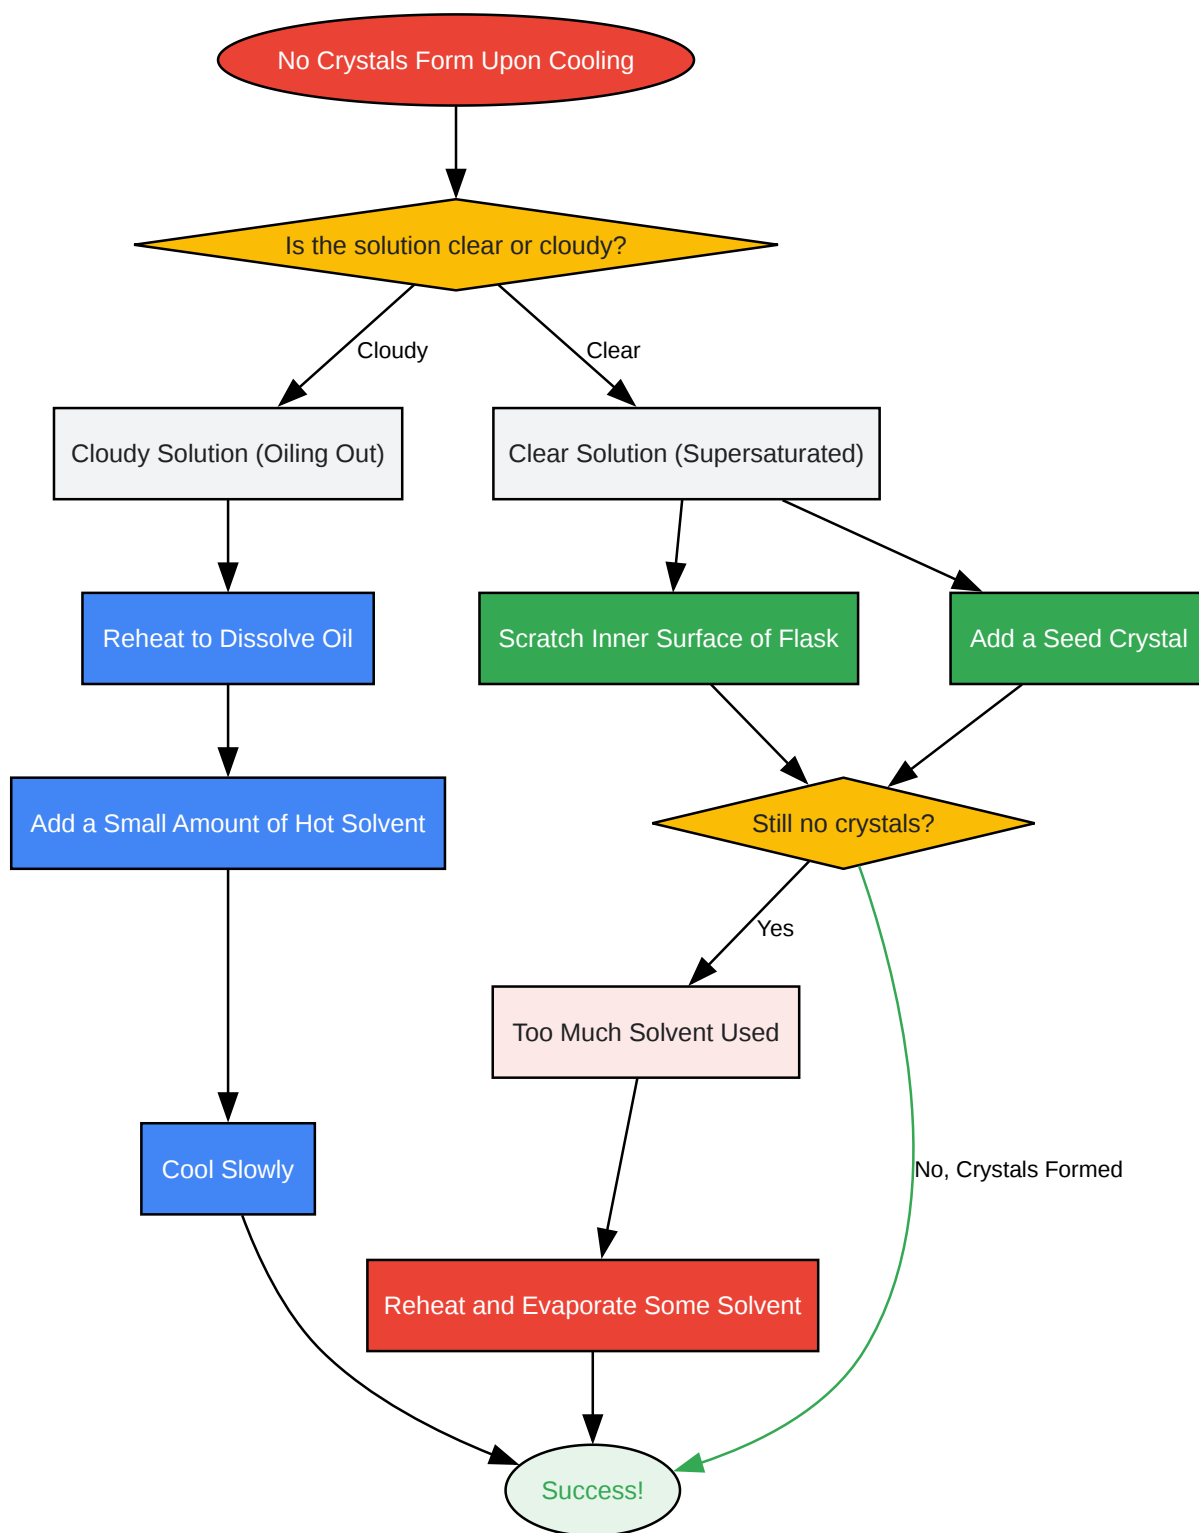 No Crystals Form Upon Cooling
Is the solution clear or cloudy?
Cloudy
Clear
Cloudy Solution (Oiling Out)
Clear Solution (Supersaturated)
Reheat to Dissolve Oil
Scratch Inner Surface of Flask
Add a Seed Crystal
Add a Small Amount of Hot Solvent
Still no crystals?
Yes
Too Much Solvent Used
Cool Slowly
No, Crystals Formed
Reheat and Evaporate Some Solvent
Success!